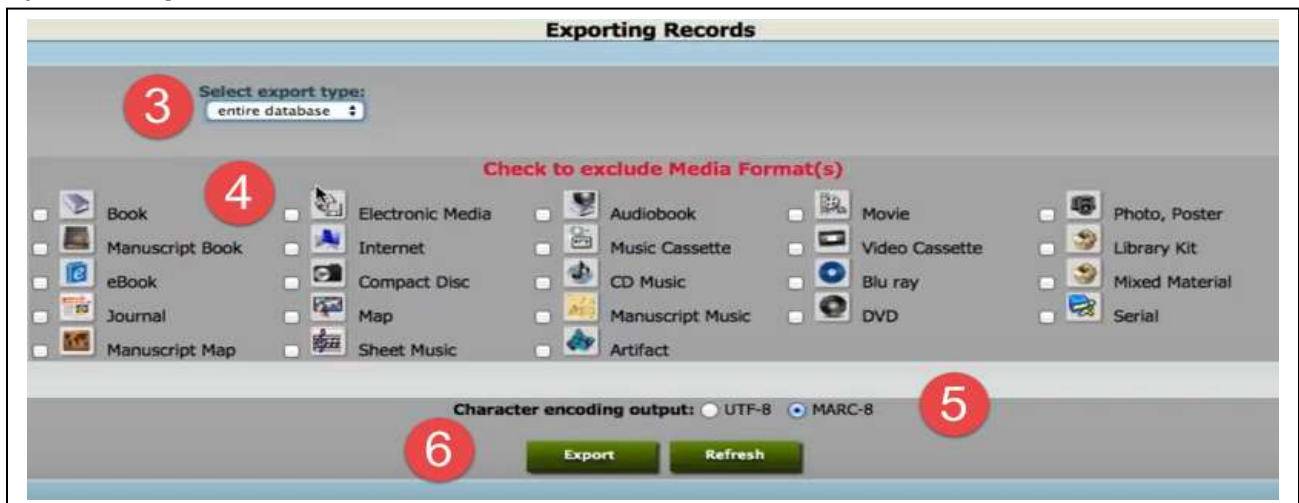 Exporting Records
3
Select export type:
entire database
4
Check to exclude Media Format(s)
Book Electronic Media Audiobook Movie Photo, Poster
Manuscript Book Internet Music Cassette Video Cassette Library Kit
eBook Compact Disc CD Music Blu ray Mixed Material
Journal Map Manuscript Music DVD Serial
Manuscript Map Sheet Music Artifact
Character encoding output: UTF-8 MARC-8 5
6 Export Refresh